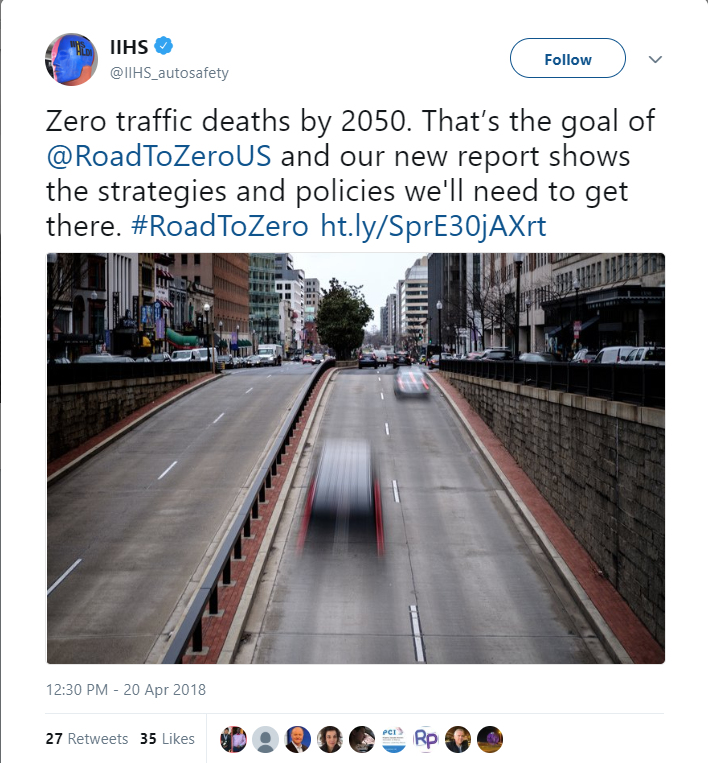 IIHS
@IIHS_autosafety
Follow
Zero traffic deaths by 2050. That’s the goal of
@RoadToZeroUS and our new report shows
the strategies and policies we'll need to get
there. #RoadToZero ht.ly/SprE30jAXrt
12:30 PM - 20 Apr 2018
27 Retweets 35 Likes
PCI
Rp